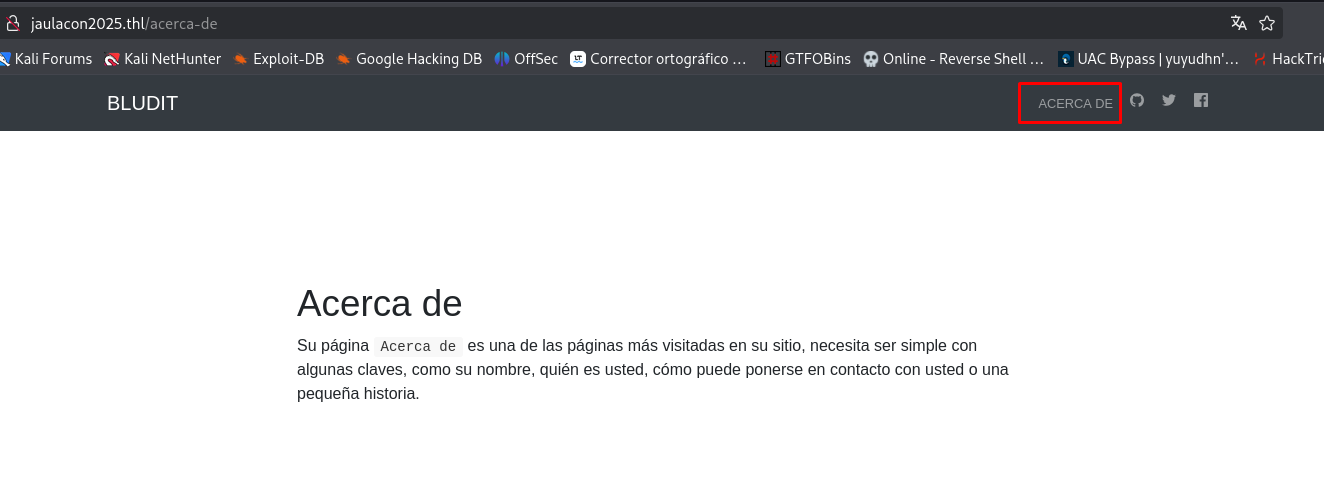 jaulacon2025.thl/acerca-de
Kali Forums Kali NetHunter Exploit-DB Google Hacking DB OffSec LT Corrector ortográfico ... GTFOBins Online - Reverse Shell ... UAC Bypass | yuyudhn'... HackTri
BLUDIT ACERCA DE
Acerca de
Su página Acerca de es una de las páginas más visitadas en su sitio, necesita ser simple con
algunas claves, como su nombre, quién es usted, cómo puede ponerse en contacto con usted o una
pequeña historia.